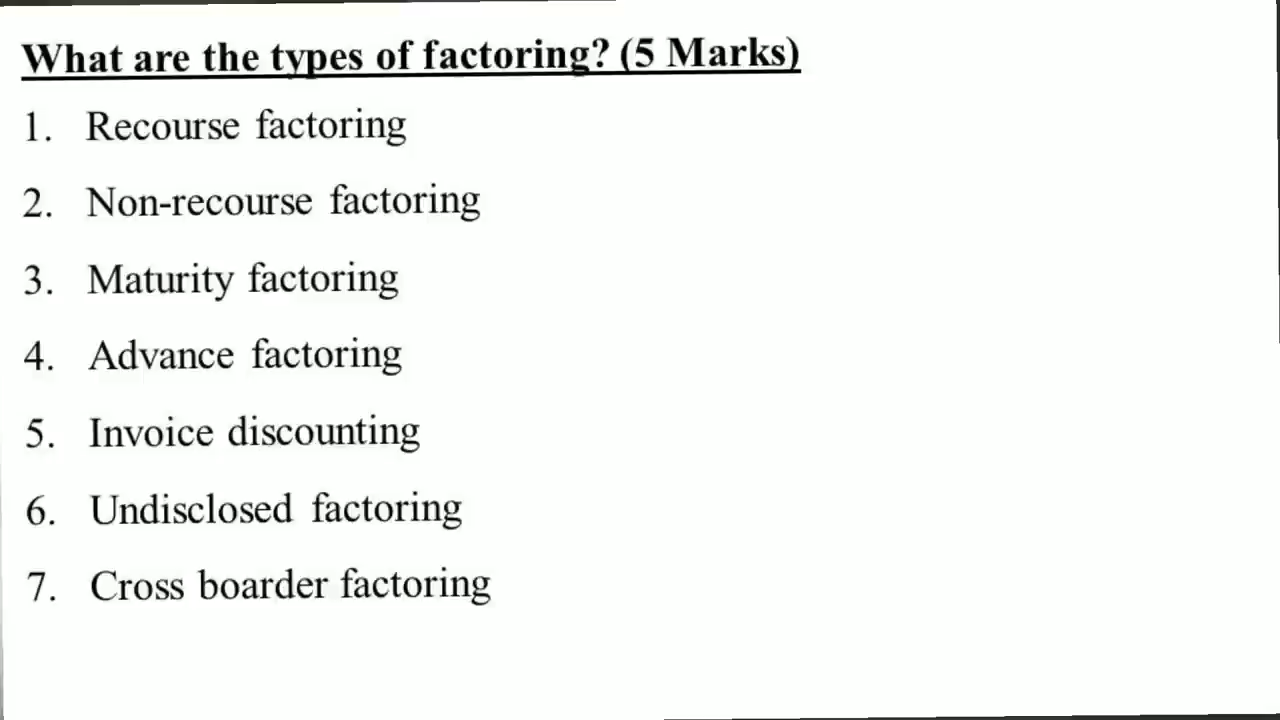 What are the types of factoring? (5 Marks)
1. Recourse factoring
2. Non-recourse factoring
3. Maturity factoring
4. Advance factoring
5. Invoice discounting
6. Undisclosed factoring
7. Cross boarder factoring